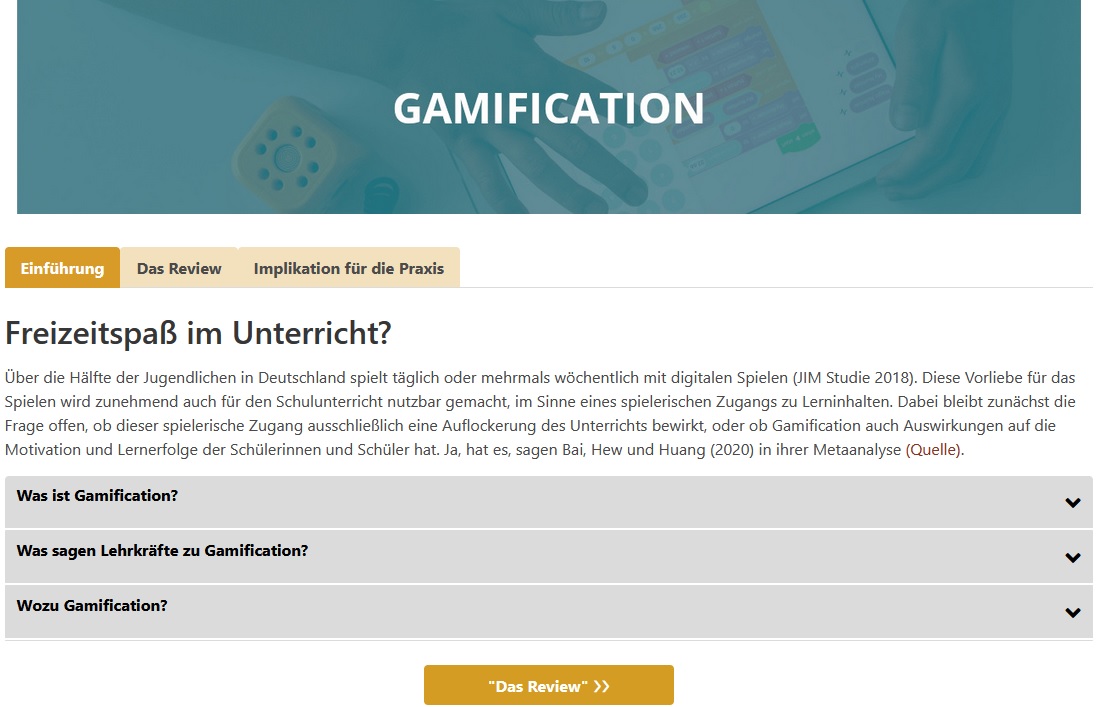 GAMIFICATION
Einführung
Das Review
Implikation für die Praxis
Freizeitspaß im Unterricht?
Über die Hälfte der Jugendlichen in Deutschland spielt täglich oder mehrmals wöchentlich mit digitalen Spielen (JIM Studie 2018). Diese Vorliebe für das
Spielen wird zunehmend auch für den Schulunterricht nutzbar gemacht, im Sinne eines spielerischen Zugangs zu Lerninhalten. Dabei bleibt zunächst die
Frage offen, ob dieser spielerische Zugang ausschließlich eine Auflockerung des Unterrichts bewirkt, oder ob Gamification auch Auswirkungen auf die
Motivation und Lernerfolge der Schülerinnen und Schüler hat. Ja, hat es, sagen Bai, Hew und Huang (2020) in ihrer Metaanalyse (Quelle).
Was ist Gamification?
Was sagen Lehrkräfte zu Gamification?
Wozu Gamification?
"Das Review"